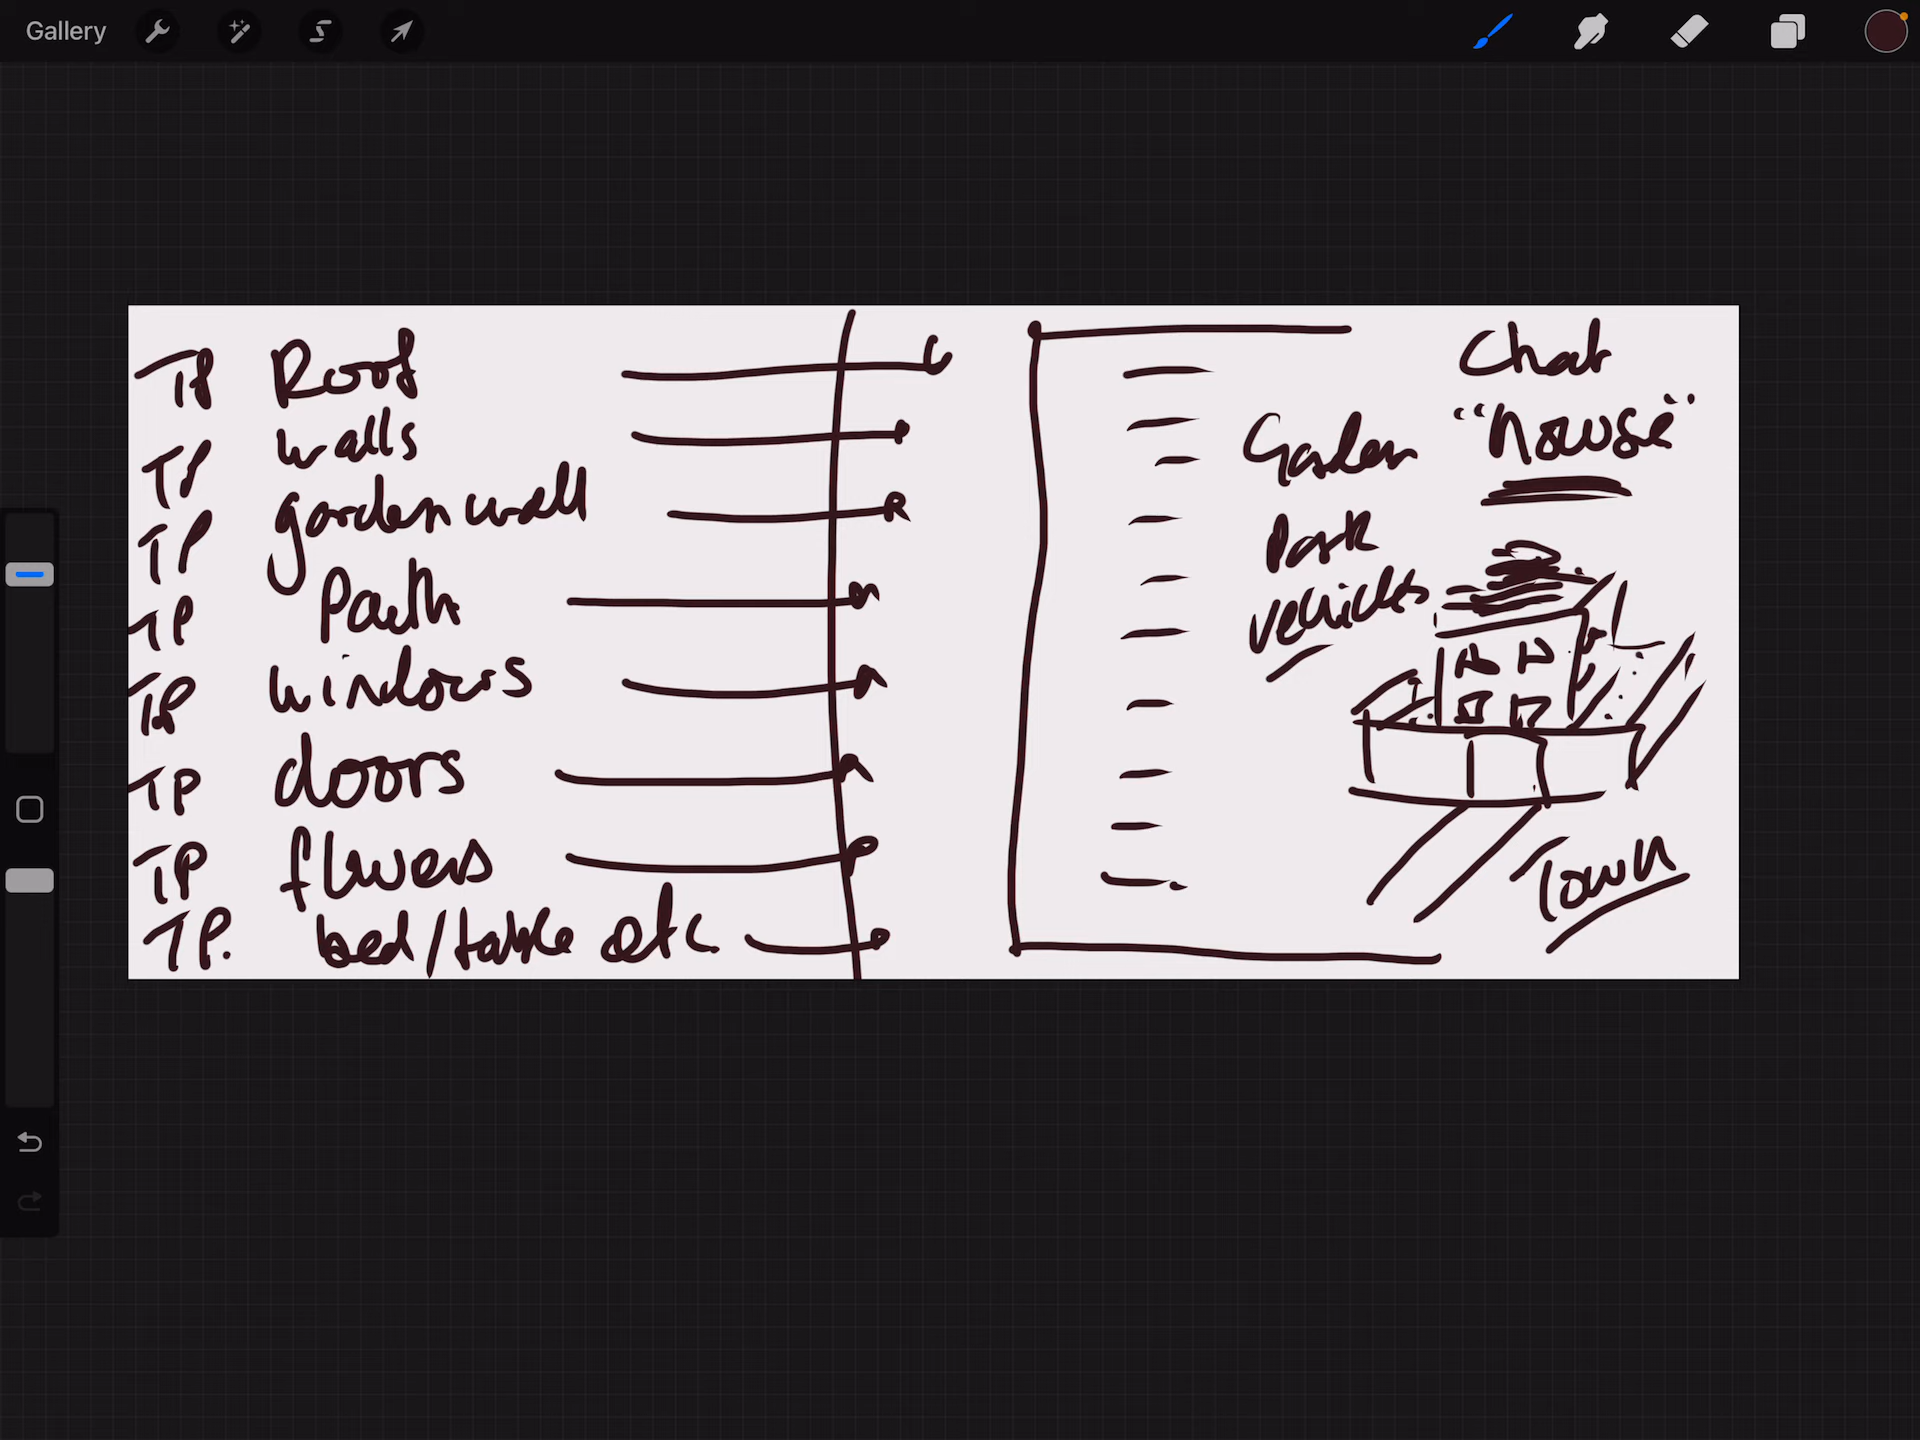 Gallery
TP Roof
TP walls
TP garden wall
TP Path
TP windows
TP doors
TP flwers
TP. bed/table etc.
Chat
"house"
Garden
Park
vehicles
Town